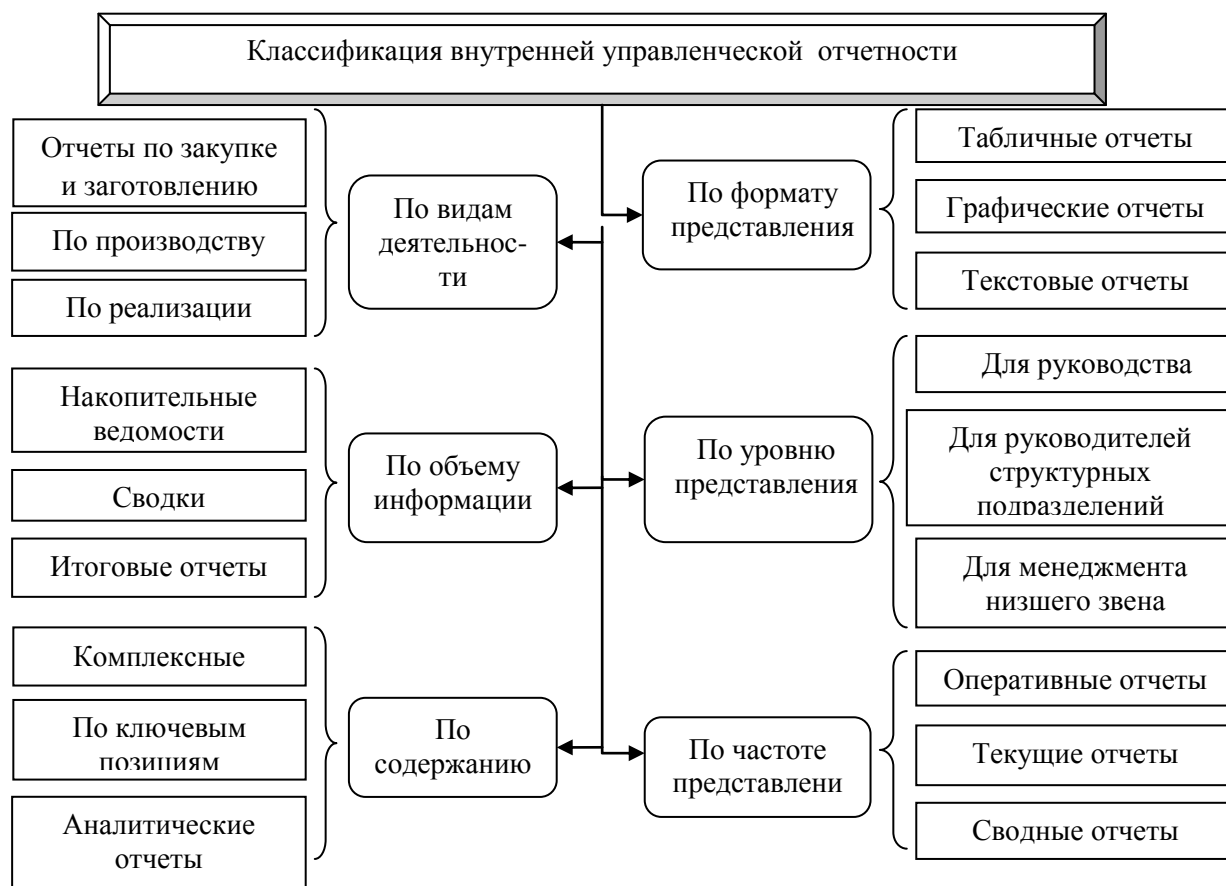 Классификация внутренней управленческой отчетности
Отчеты по закупке
и заготовлению
По производству
По реализации
По видам
деятельнос-
ти
По формату
представления
Табличные отчеты
Графические отчеты
Текстовые отчеты
Накопительные
ведомости
Сводки
Итоговые отчеты
По объему
информации
По уровню
представления
Для руководства
Для руководителей
структурных
подразделений
Для менеджмента
низшего звена
Комплексные
По ключевым
позициям
Аналитические
отчеты
По
содержанию
По частоте
представлени
Оперативные отчеты
Текущие отчеты
Сводные отчеты